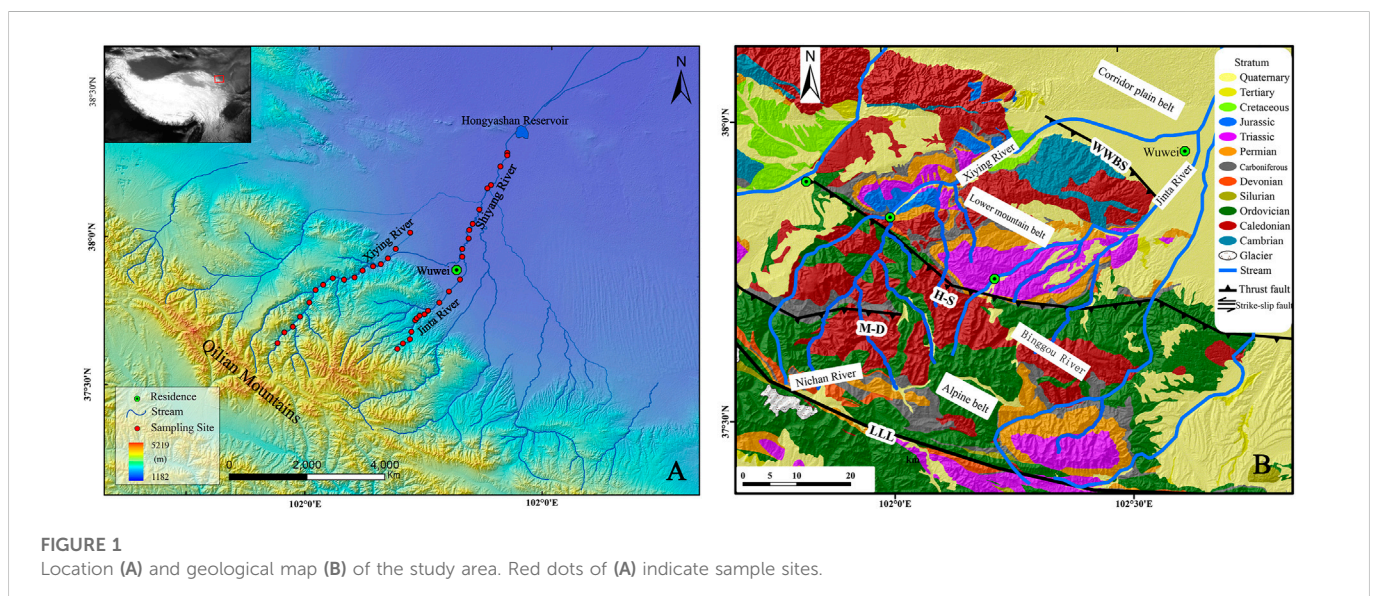 N
38°30'N
38°0'N
37°30'N
Hongyashan Reservoir
Shiyang River
Xiying River
Wuwei
Jinta River
Qilian Mountains
Residence
Stream
Sampling Site
5219
(m)
1182
0 2,000 4,000
Km
A
102°0'E
102°0'E
N
38°0'N
37°30'N
Corridor plain belt
Wuwei
WWBS
Xiying River
Jinta River
Lower mountain belt
H-S
M-D
Binggou River
Nichan River
Alpine belt
LLL
km
0 5 10 20
B
102°0'E
102°30'E
Stratum
Quaternary
Tertiary
Cretaceous
Jurassic
Triassic
Permian
Carboniferous
Devonian
Silurian
Ordovician
Caledonian
Cambrian
Glacier
Stream
Thrust fault
Strike-slip fault
FIGURE 1
Location (A) and geological map (B) of the study area. Red dots of (A) indicate sample sites.